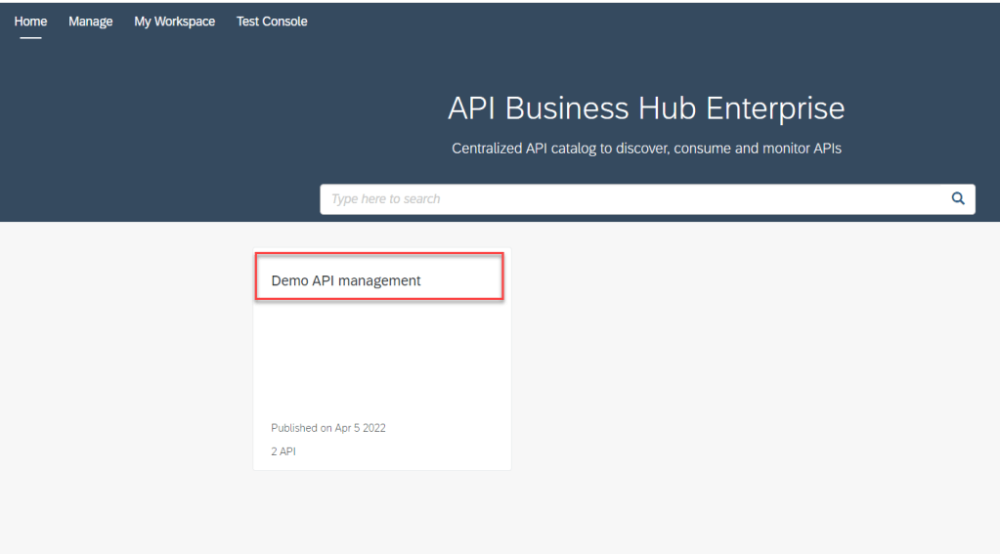 Home Manage My Workspace Test Console
API Business Hub Enterprise
Centralized API catalog to discover, consume and monitor APIs
Type here to search
Demo API management
Published on Apr 5 2022
2 API